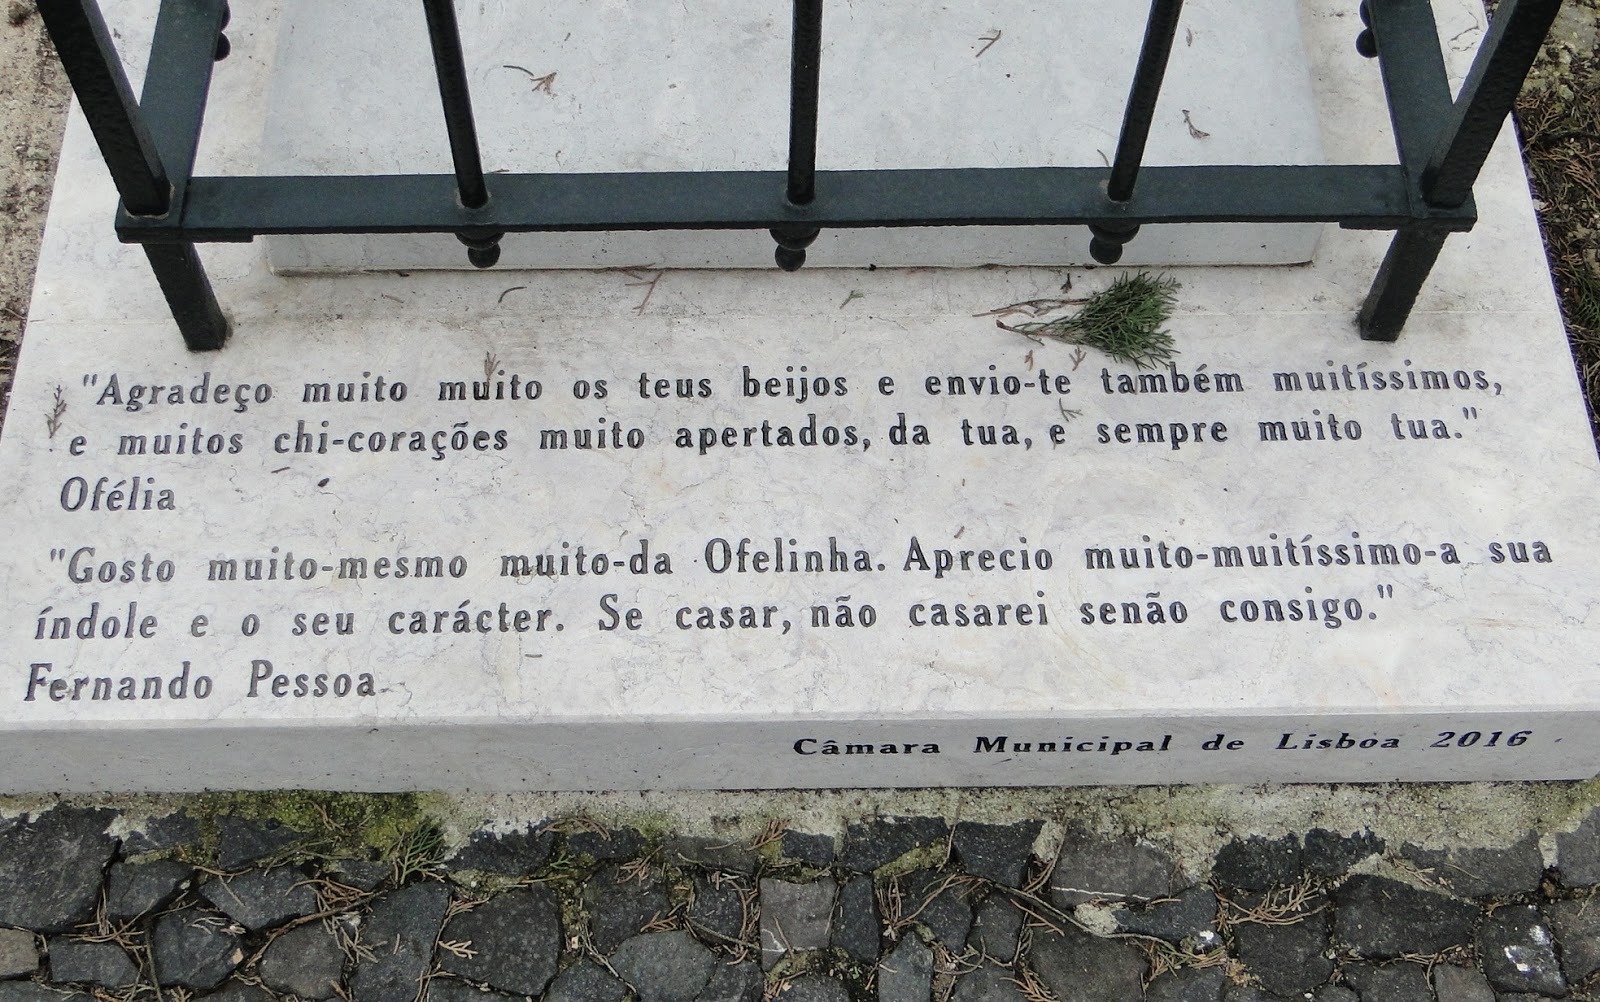 "Agradeço muito muito os teus beijos e envio-te também muitíssimos,
e muitos chi-corações muito apertados, da tua, e sempre muito tua."
Ofélia
"Gosto muito-mesmo muito-da Ofelinha. Aprecio muito-muitíssimo-a sua
índole e o seu carácter. Se casar, não casarei senão consigo."
Fernando Pessoa
Câmara Municipal de Lisboa 2016